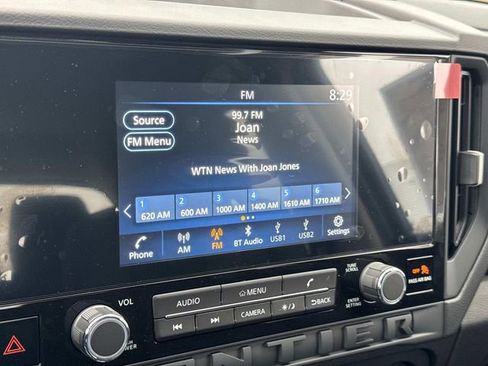 FM 8:29
Source
99.7 FM
Joan
FM Menu
News
WTN News With Joan Jones
1 2 3 4 5 6
620 AM 600 AM 1000 AM 1400 AM 1610 AM 1710 AM
Phone AM FM BT Audio USB1 USB2 Settings
VOL AUDIO MENU TUNE SCROLL OFF
PASS AIR BAG
CAMERA BACK ENTER SETTING